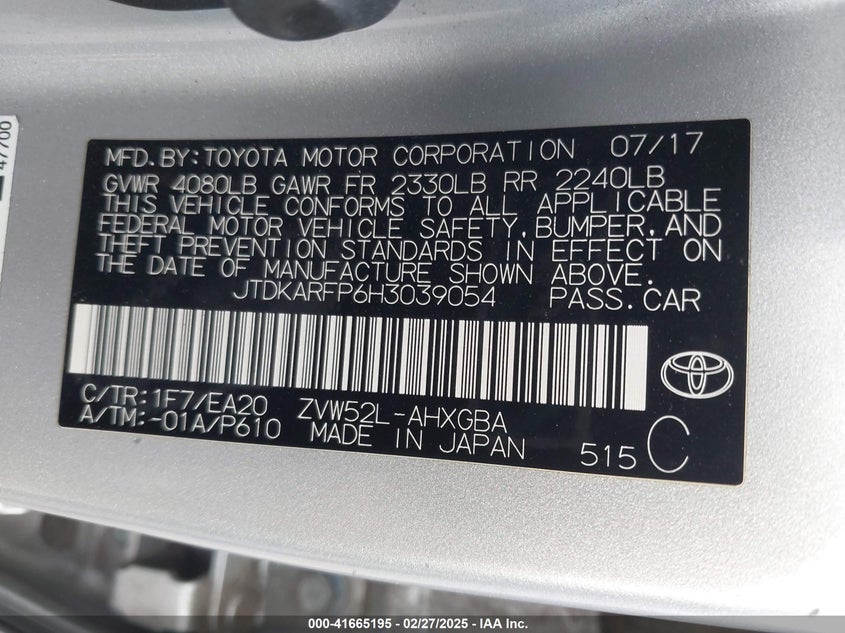 47700
MFD.BY:TOYOTA MOTOR CORPORATION 07/17
GVWR 4080LB GAWR FR 2330LB RR 2240LB
THIS VEHICLE CONFORMS TO ALL APPLICABLE
FEDERAL MOTOR VEHICLE SAFETY,BUMPER,AND
THEFT PREVENTION STANDARDS IN EFFECT ON
THE DATE OF MANUFACTURE SHOWN ABOVE.
JTDKARFP6H3039054 PASS.CAR
C/TR:1F7/EA20 ZVW52L-AHXGBA
A/TM:-01A/P610 MADE IN JAPAN 515 C
000-41665195 - 02/27/2025 - IAA Inc.